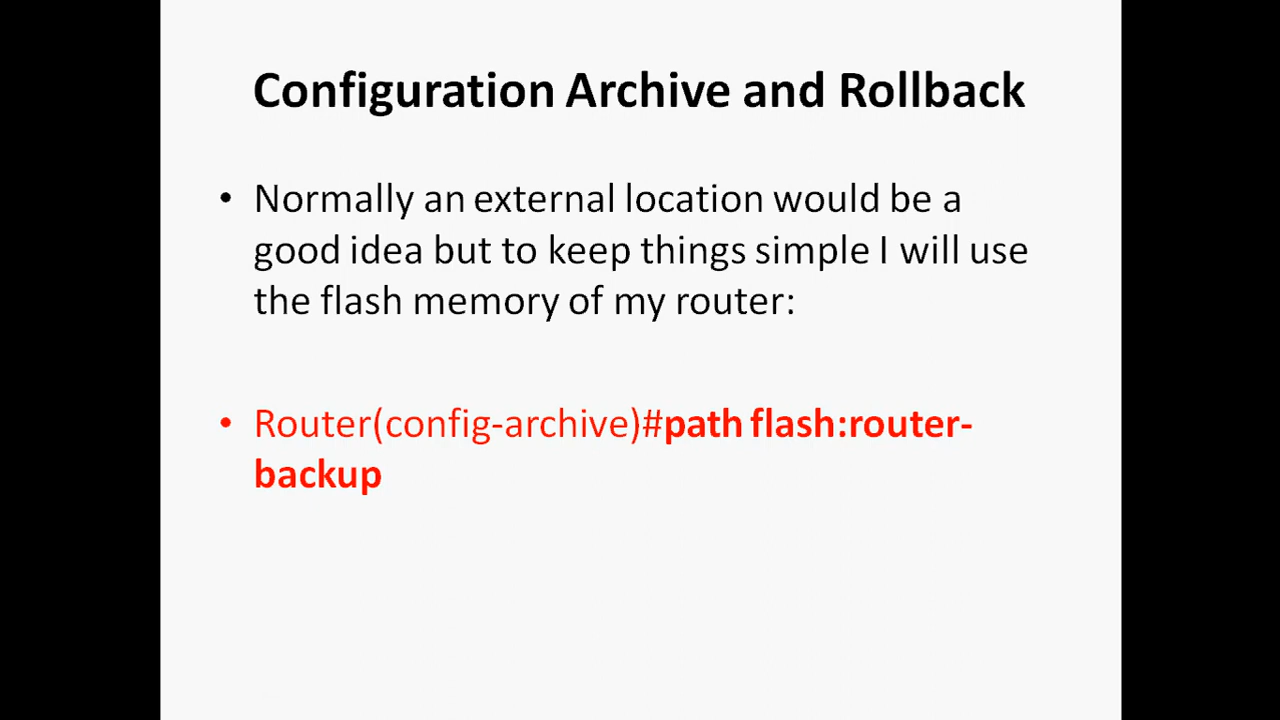 Configuration Archive and Rollback
• Normally an external location would be a
good idea but to keep things simple I will use
the flash memory of my router:
• Router(config-archive)#path flash:router-
backup